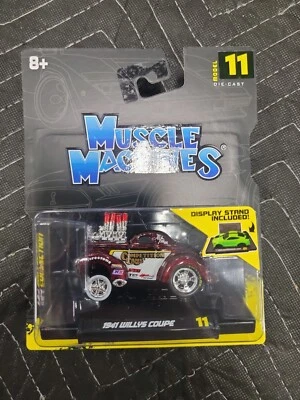 8+
MODEL
11
DIE CAST
MUSCLE
MACHINES®
DISPLAY STAND
INCLUDED!
1941 WILLYS COUPE
11